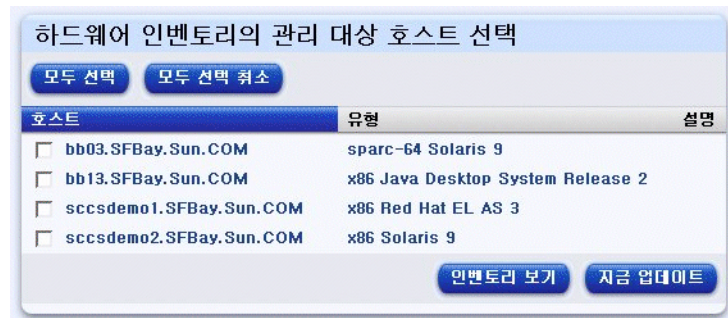 하드웨어 인벤토리의 관리 대상 호스트 선택
모두 선택 모두 선택 취소
호스트 유형 설명
bb03.SFBay.Sun.COM sparc-64 Solaris 9
bb13.SFBay.Sun.COM x86 Java Desktop System Release 2
sccsdemo1.SFBay.Sun.COM x86 Red Hat EL AS 3
sccsdemo2.SFBay.Sun.COM x86 Solaris 9
인벤토리 보기 지금 업데이트